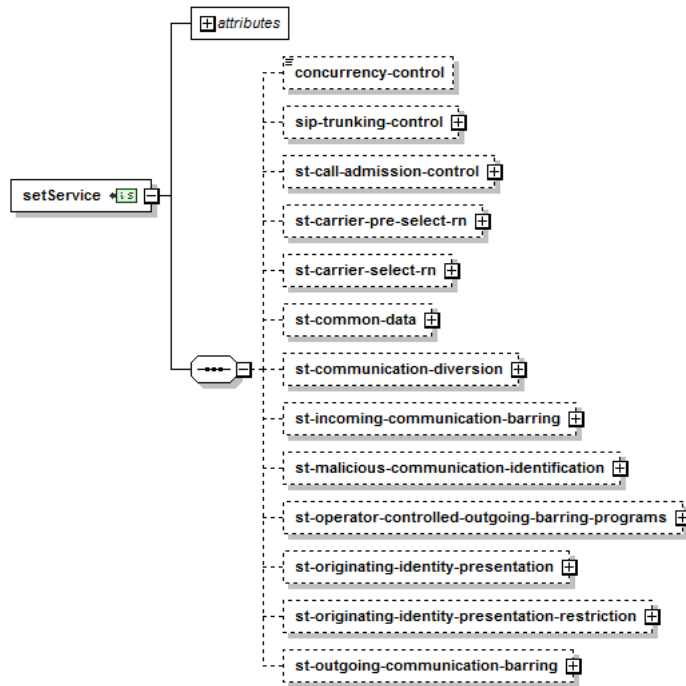 attributes
concurrency-control
sip-trunking-control
st-call-admission-control
setService is
st-carrier-pre-select-rn
st-carrier-select-rn
st-common-data
st-communication-diversion
st-incoming-communication-barring
st-malicious-communication-identification
st-operator-controlled-outgoing-barring-programs
st-originating-identity-presentation
st-originating-identity-presentation-restriction
st-outgoing-communication-barring